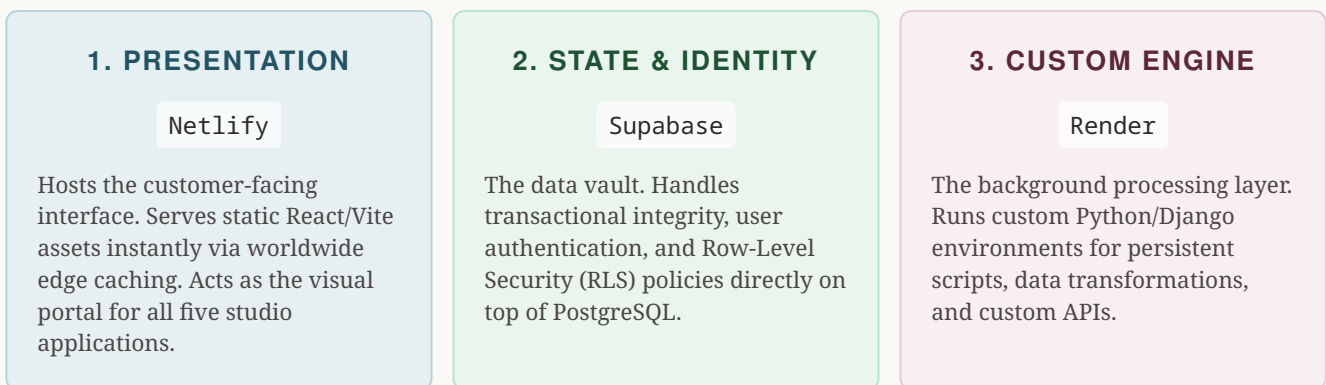 1. PRESENTATION
Netlify
Hosts the customer-facing
interface. Serves static React/Vite
assets instantly via worldwide
edge caching. Acts as the visual
portal for all five studio
applications.
2. STATE & IDENTITY
Supabase
The data vault. Handles
transactional integrity, user
authentication, and Row-Level
Security (RLS) policies directly on
top of PostgreSQL.
3. CUSTOM ENGINE
Render
The background processing layer.
Runs custom Python/Django
environments for persistent
scripts, data transformations,
and custom APIs.